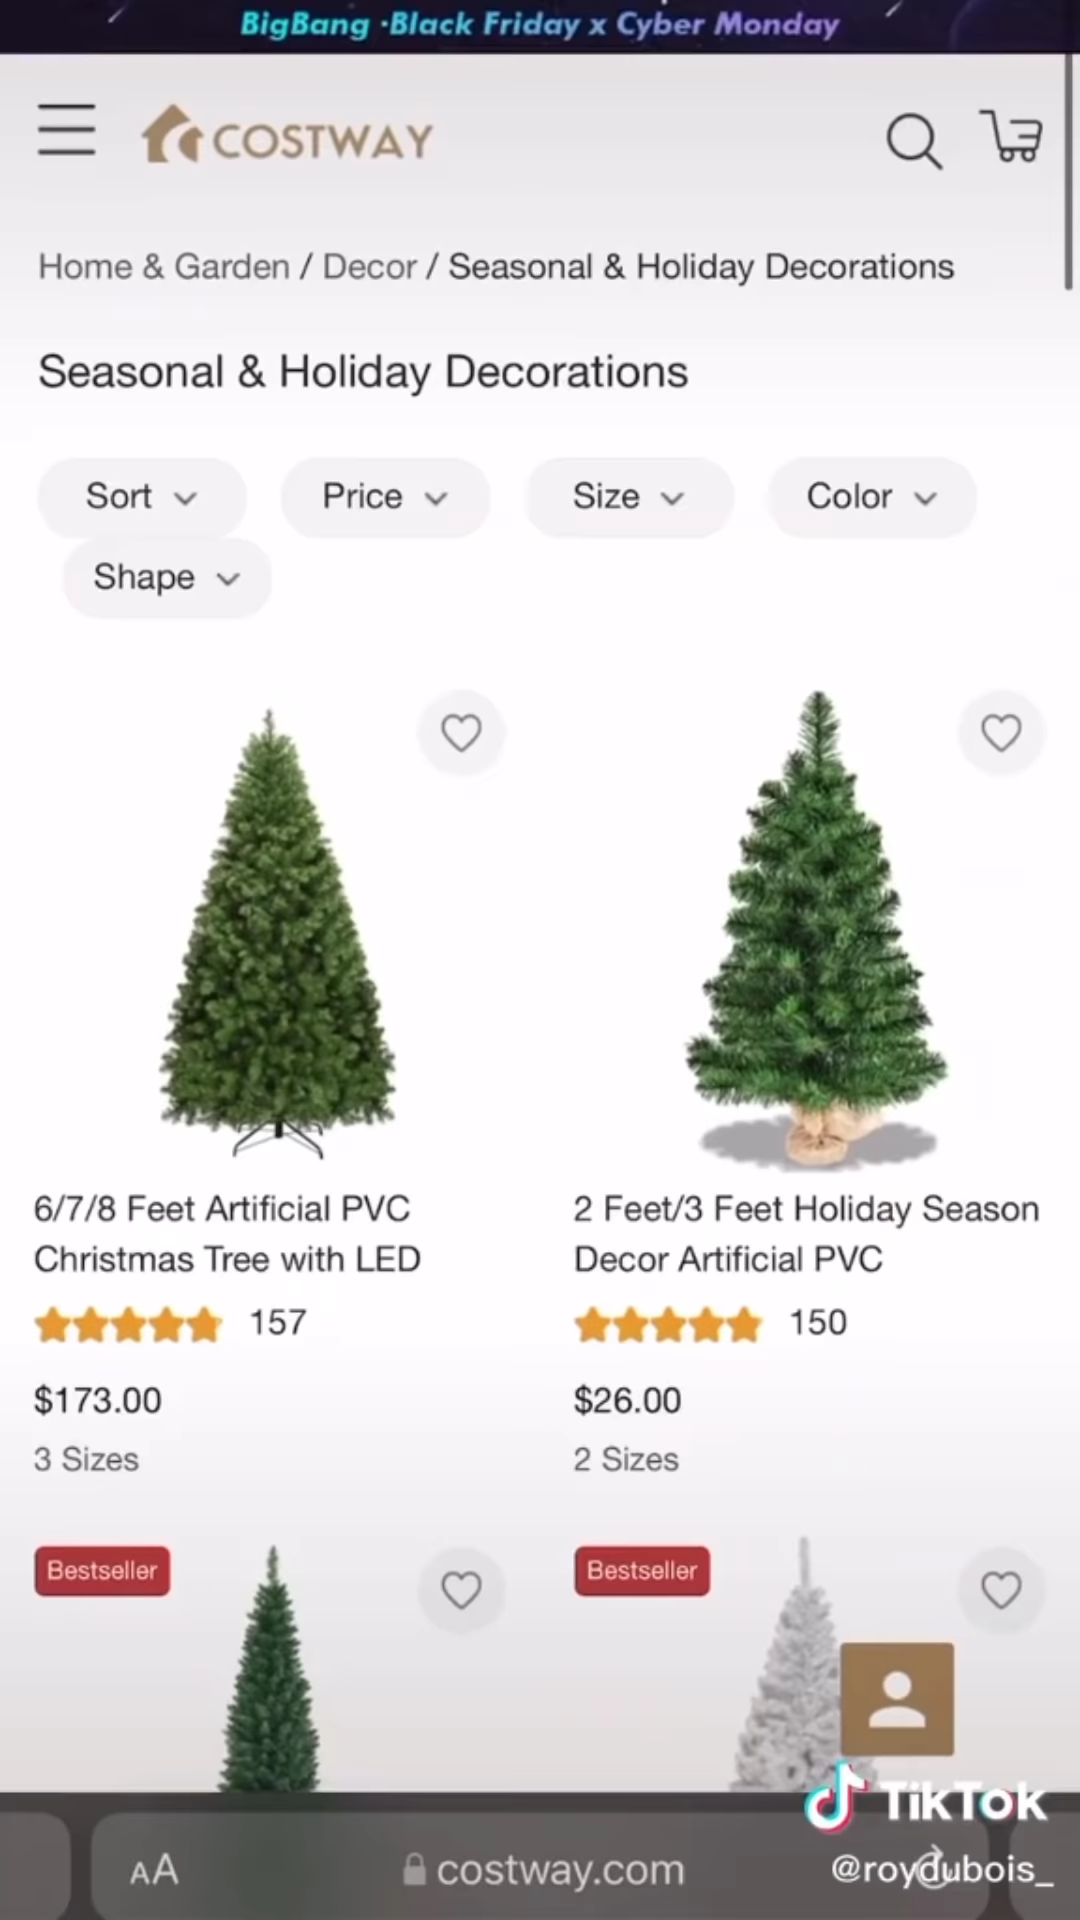 BigBang ·Black Friday x Cyber Monday
COSTWAY
Home & Garden / Decor / Seasonal & Holiday Decorations
Seasonal & Holiday Decorations
Sort Price Size Color
Shape
6/7/8 Feet Artificial PVC
Christmas Tree with LED
157
$173.00
3 Sizes
2 Feet/3 Feet Holiday Season
Decor Artificial PVC
150
$26.00
2 Sizes
Bestseller
Bestseller
TikTok
AA costway.com
@roydubois_